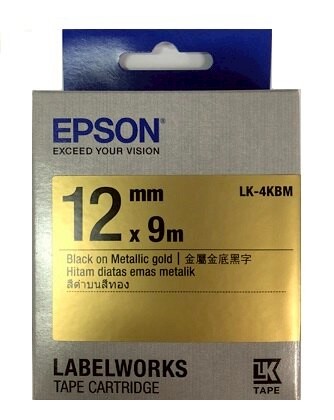 EPSON
EXCEED YOUR VISION
12 mm x 9m
LK-4KBM
Black on Metallic gold | 金屬金底黑字
Hitam diatas emas metalik
สีดำบนสีทอง
LABELWORKS
TAPE CARTRIDGE
LK
TAPE